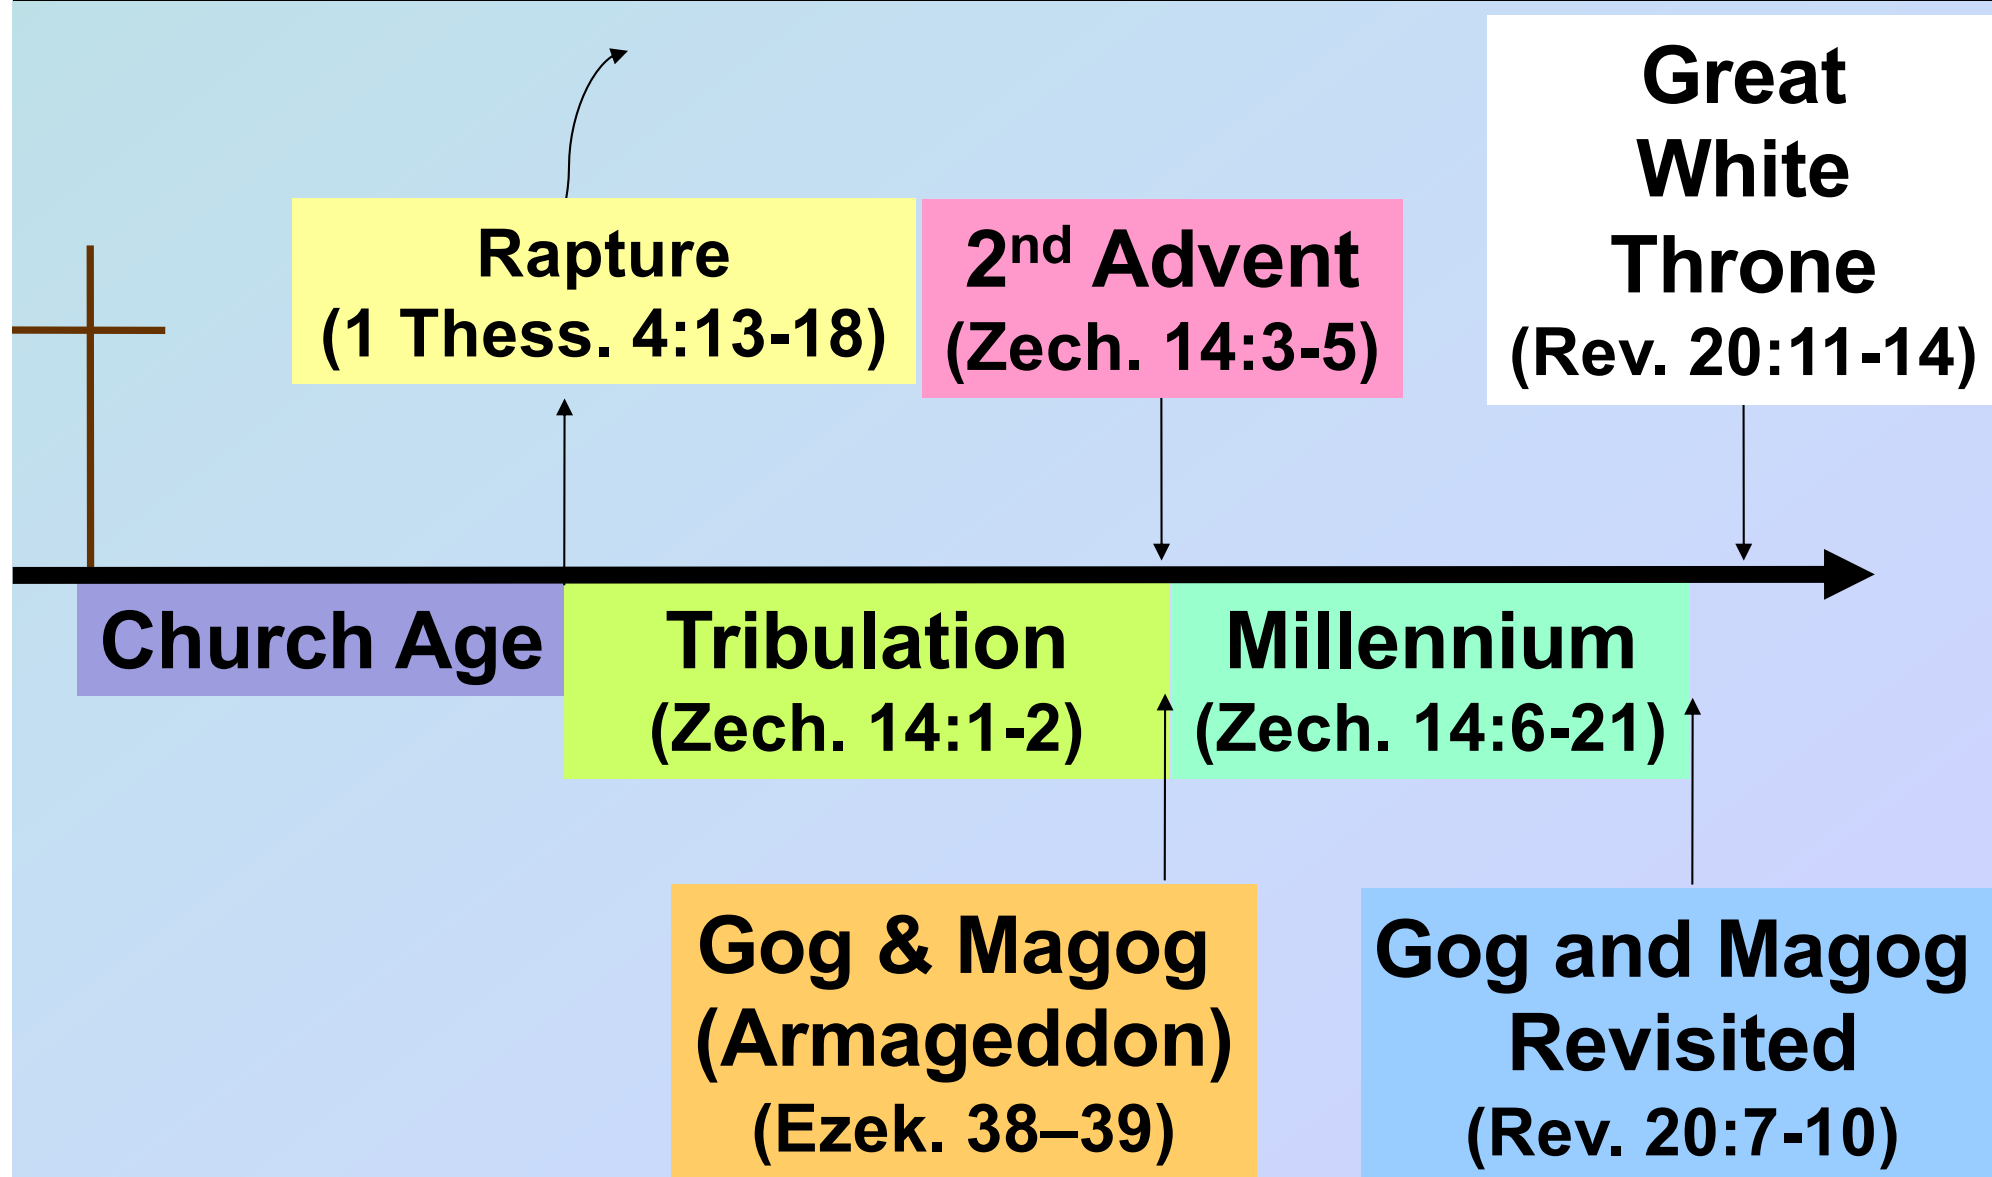 Great
White
Throne
(Rev. 20:11-14)
Rapture
(1 Thess. 4:13-18)
2nd Advent
(Zech. 14:3-5)
Church Age
Tribulation
(Zech. 14:1-2)
Millennium
(Zech. 14:6-21)
Gog & Magog
(Armageddon)
(Ezek. 38–39)
Gog and Magog
Revisited
(Rev. 20:7-10)